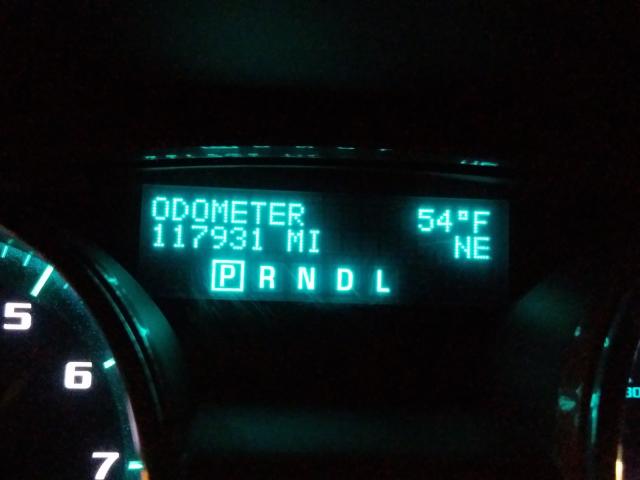 ODOMETER 54°F
117931 MI NE
P R N D L
5
6
7